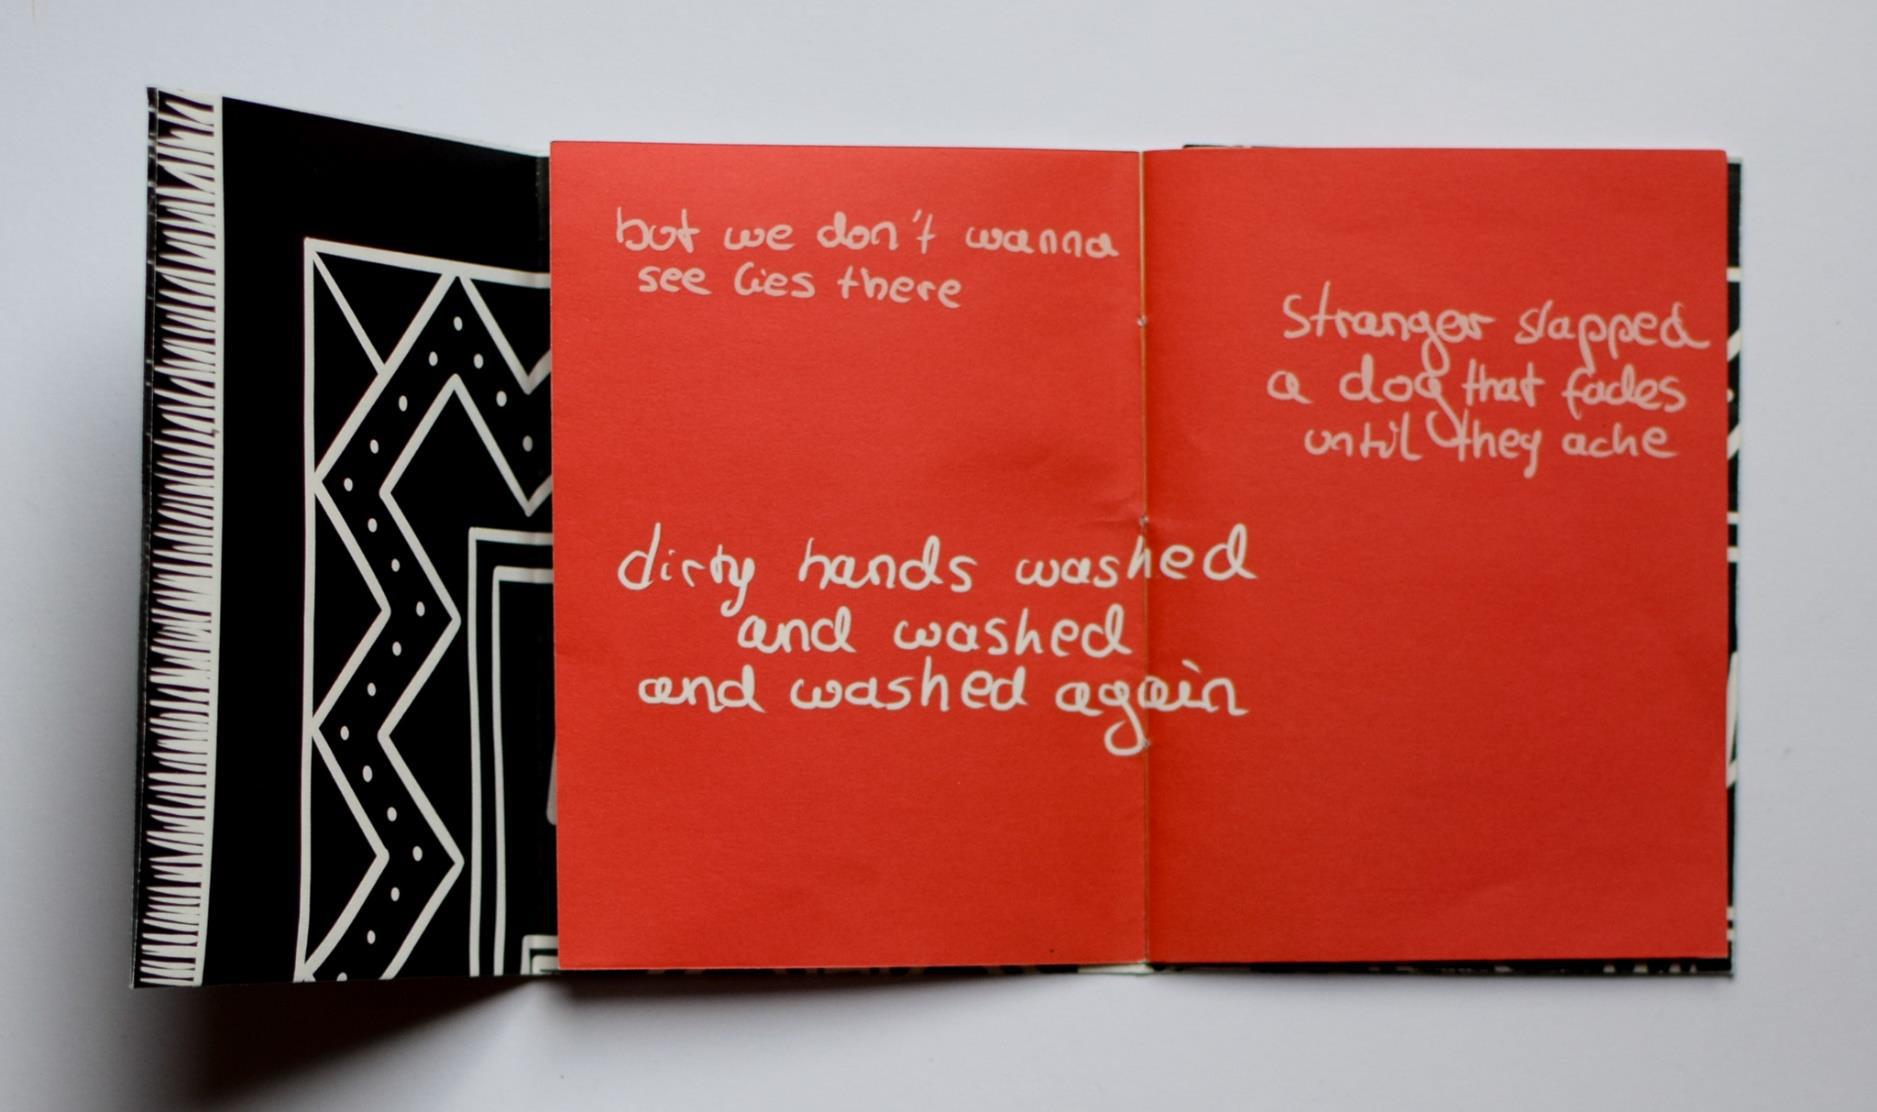 but we don't wanna
see lies there
dirty hands washed
and washed
and washed again
Stranger slapped
a dog that fades
until they ache